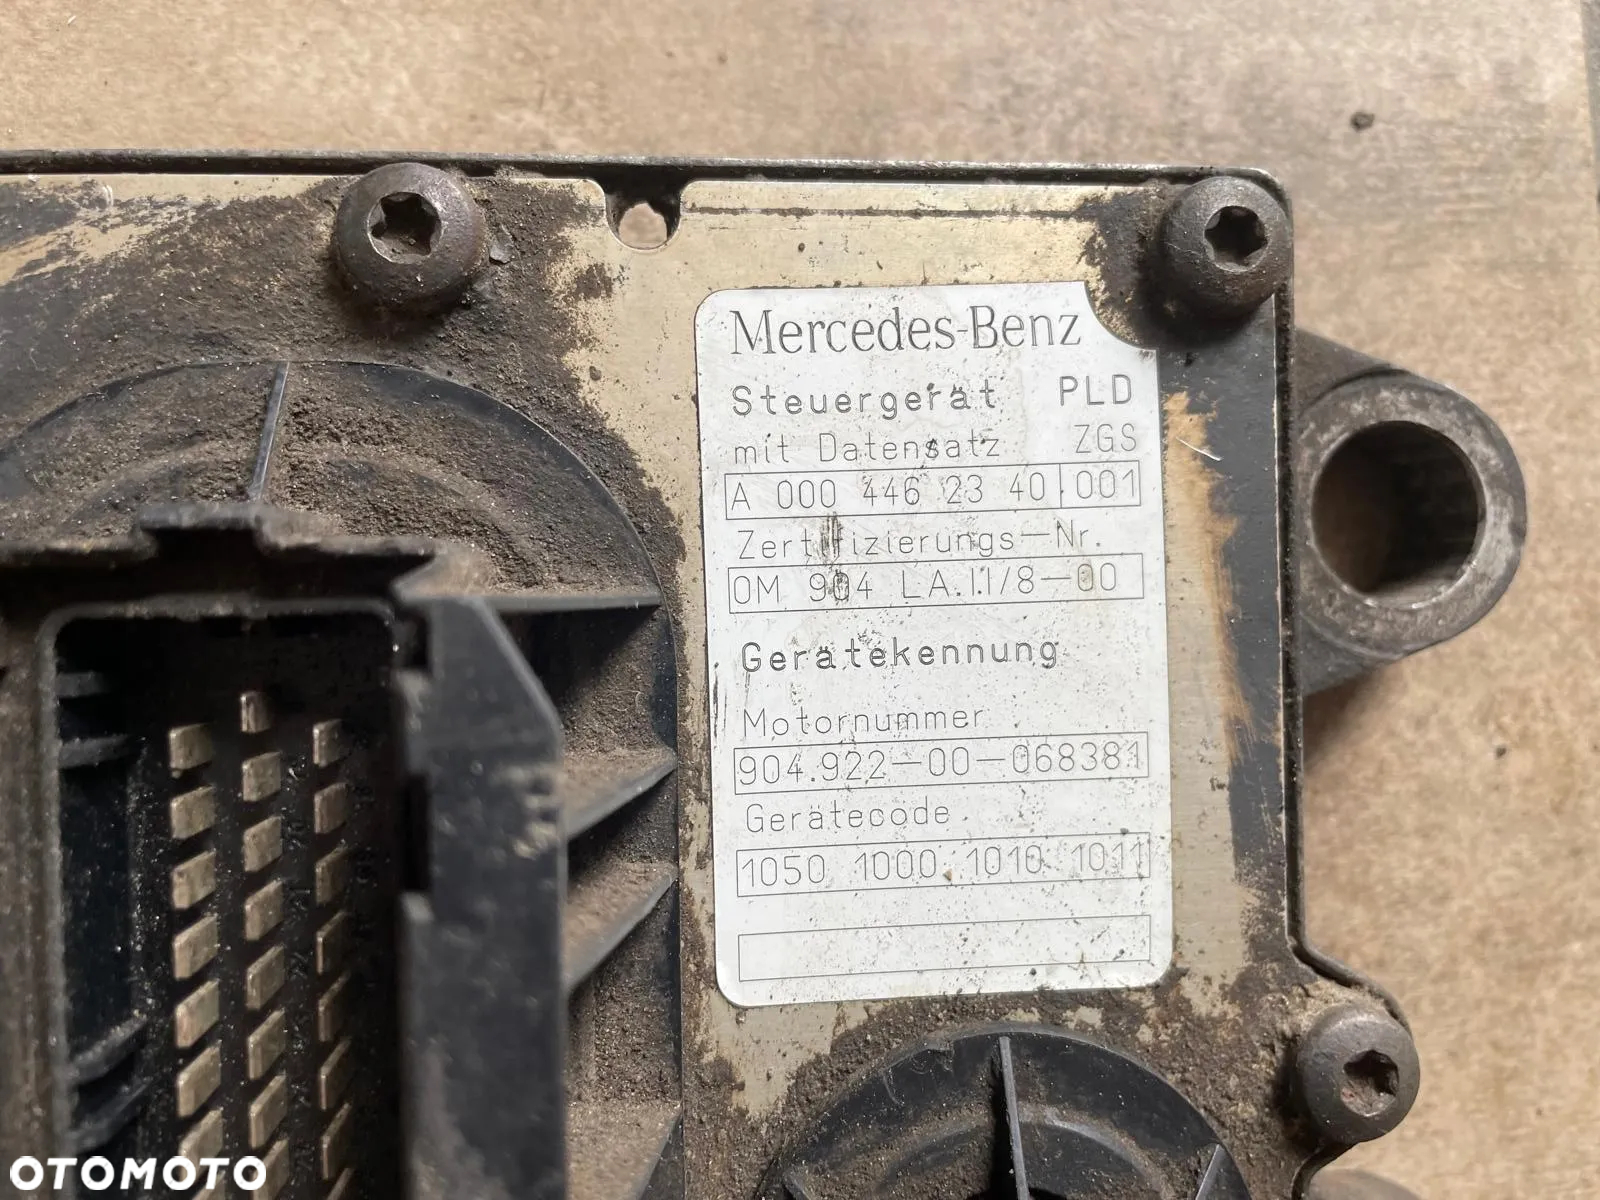 Mercedes-Benz
Steuergerät PLD
mit Datensatz ZGS
A 000 446 23 40 001
Zertifizierungs-Nr.
OM 904 LA.II/8-00
Gerätekennung
Motornummer
904.922-00-068381
Gerätecode
1050 1000 1010 1011
OTOMOTO